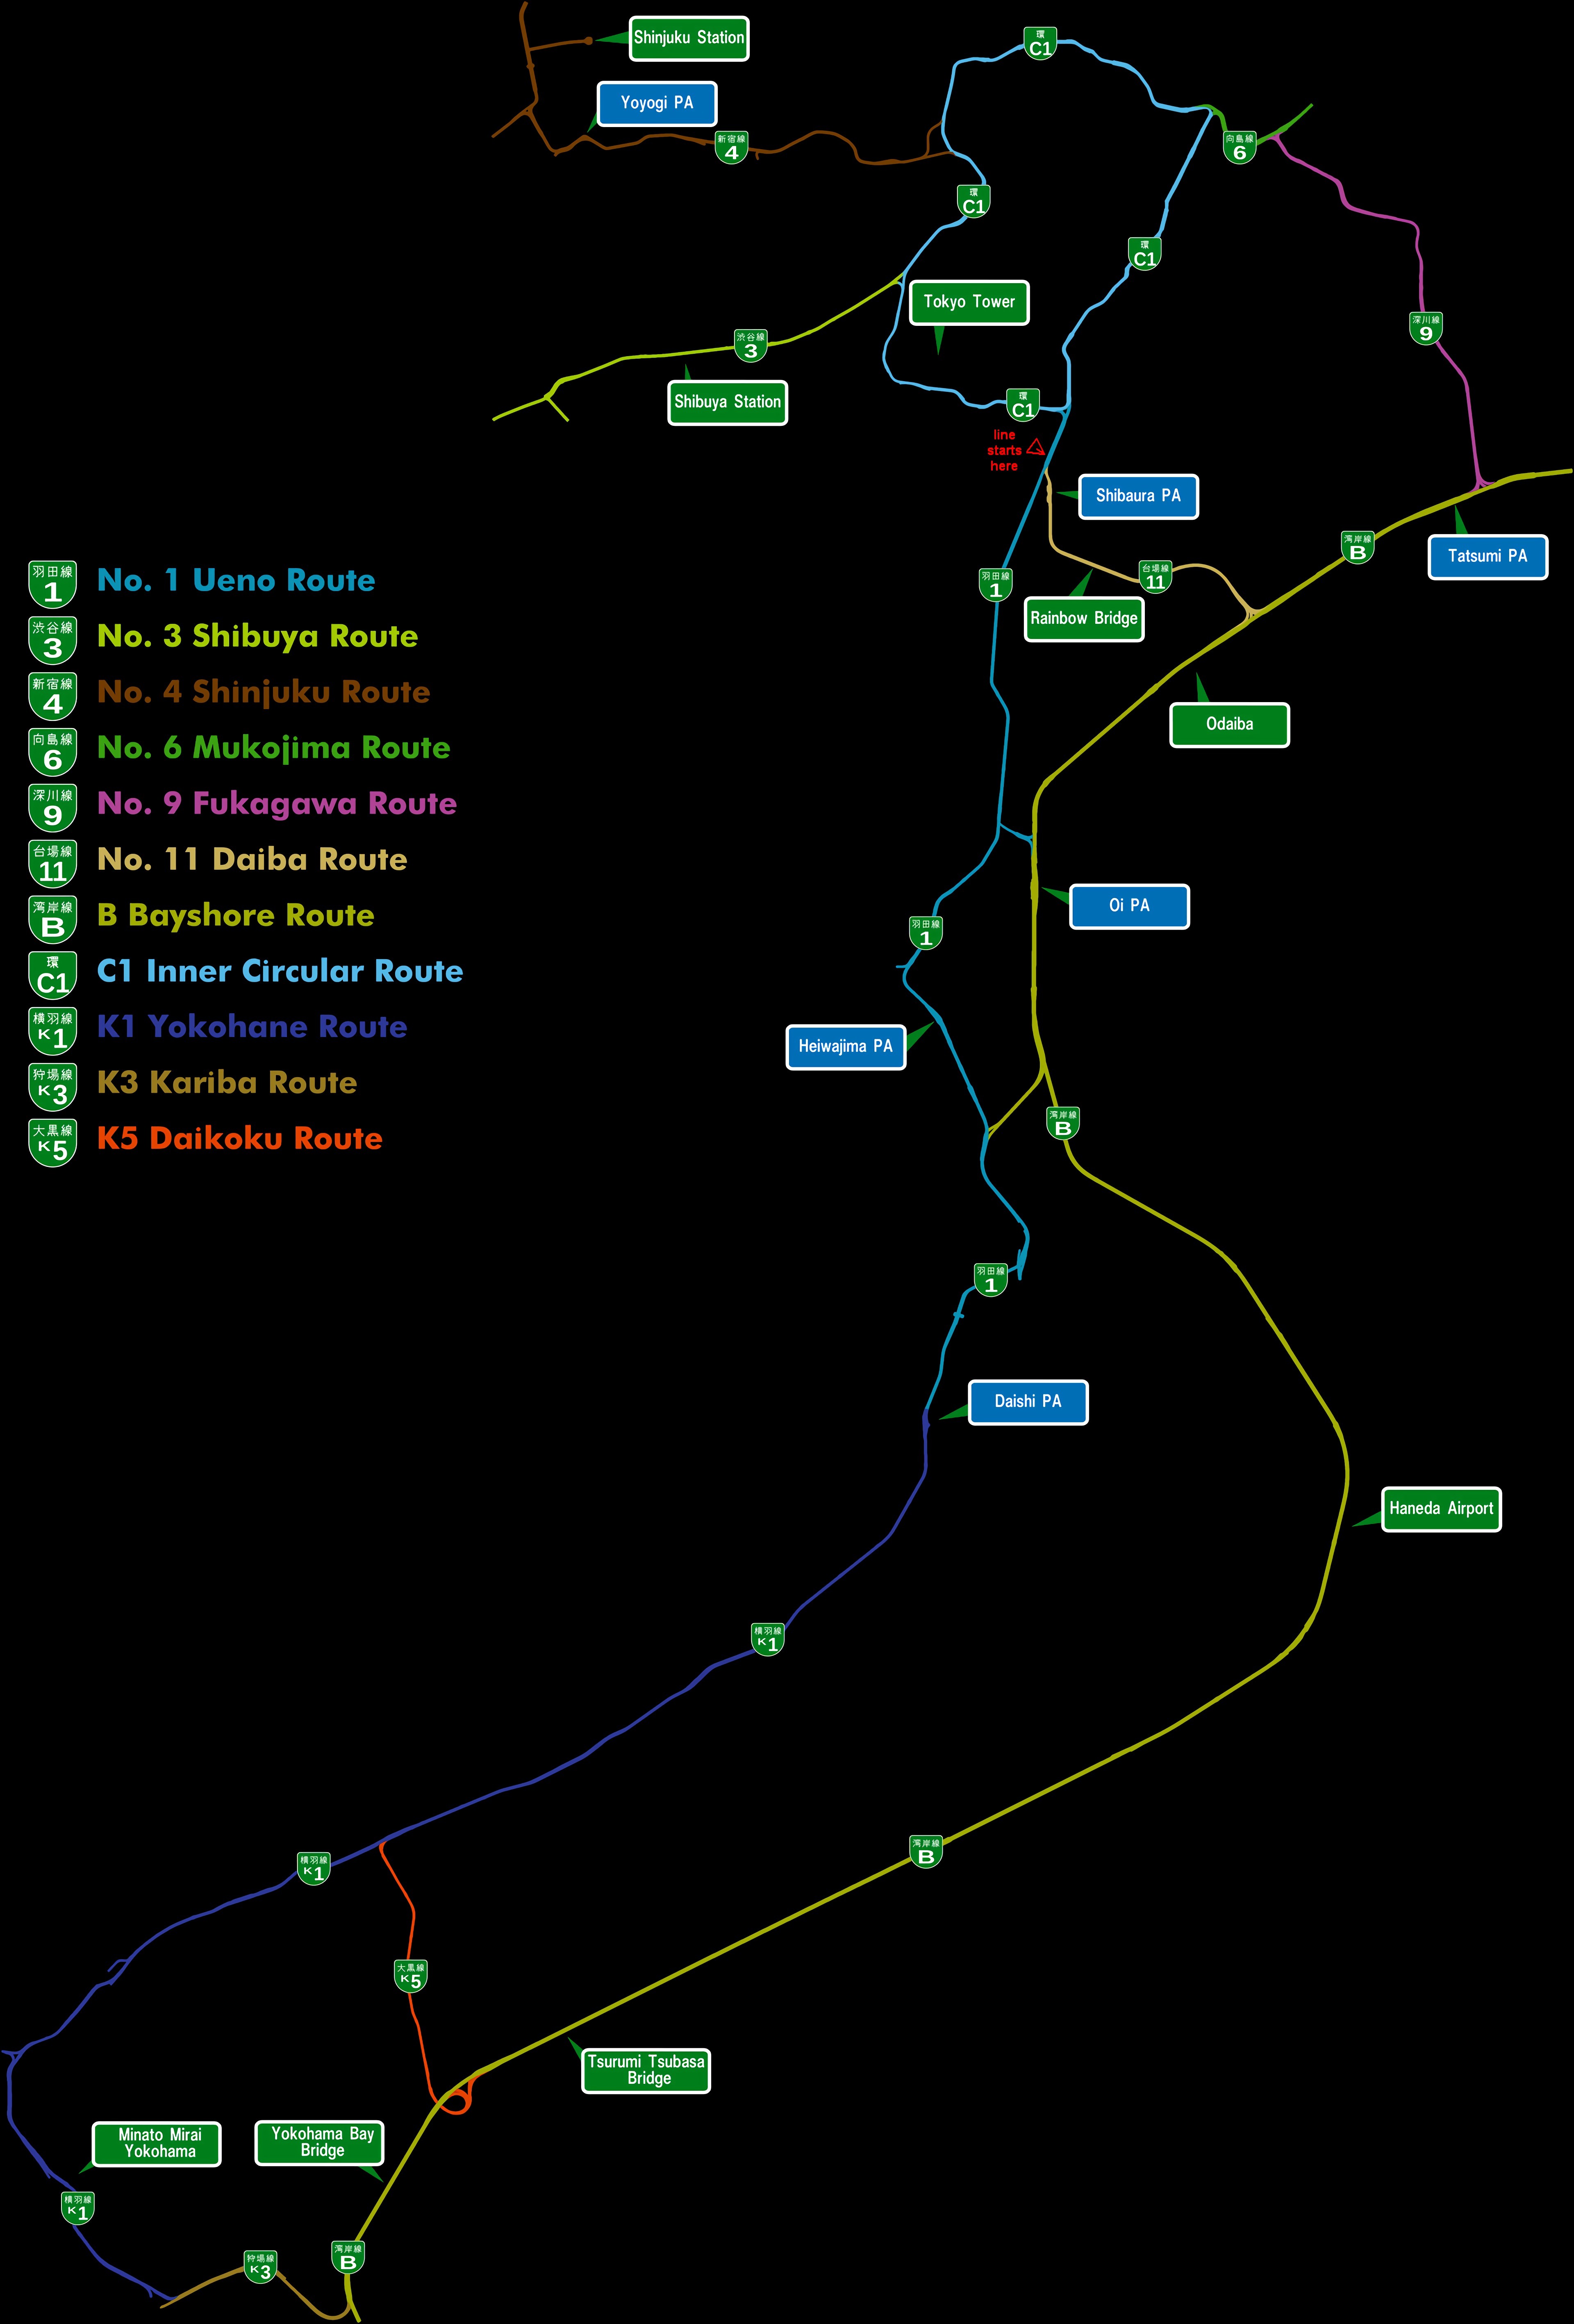 Shinjuku Station
Yoyogi PA
環
C1
新宿線
4
向島線
6
環
C1
環
C1
Tokyo Tower
渋谷線
3
深川線
9
Shibuya Station
環
C1
line
starts
here
Shibaura PA
湾岸線
B
Tatsumi PA
羽田線
1
台場線
11
Rainbow Bridge
Odaiba
羽田線
1
No. 1 Ueno Route
渋谷線
3
No. 3 Shibuya Route
新宿線
4
No. 4 Shinjuku Route
向島線
6
No. 6 Mukojima Route
深川線
9
No. 9 Fukagawa Route
台場線
11
No. 11 Daiba Route
湾岸線
B
B Bayshore Route
環
C1
C1 Inner Circular Route
横羽線
K1
K1 Yokohane Route
狩場線
K3
K3 Kariba Route
大黒線
K5
K5 Daikoku Route
Oi PA
羽田線
1
Heiwajima PA
湾岸線
B
羽田線
1
Daishi PA
Haneda Airport
横羽線
K1
湾岸線
B
横羽線
K1
大黒線
K5
Tsurumi Tsubasa
Bridge
Minato Mirai
Yokohama
Yokohama Bay
Bridge
横羽線
K1
狩場線
K3
湾岸線
B